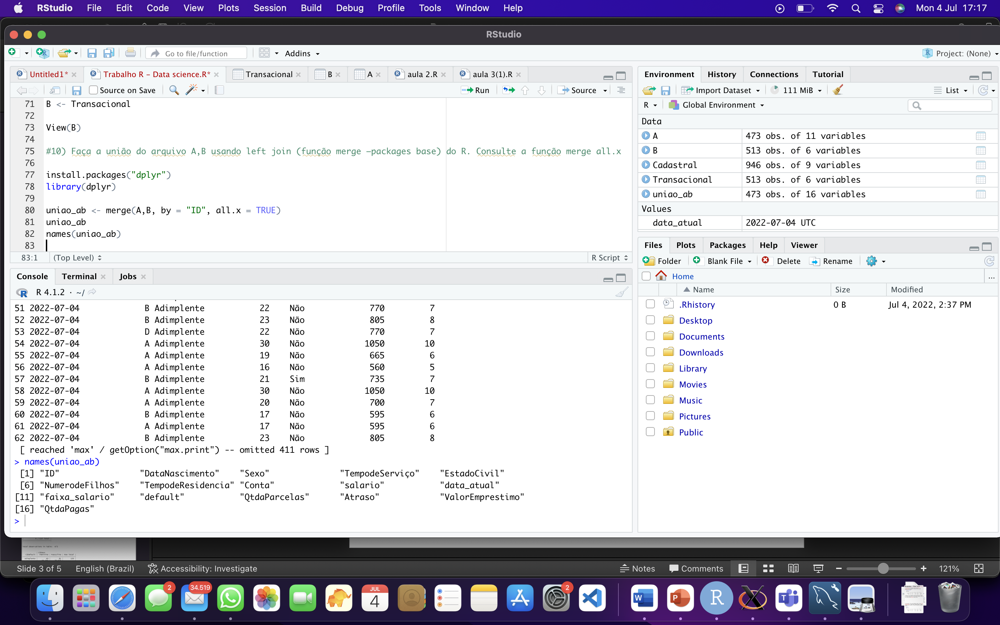 RStudio File Edit Code View Plots Session Build Debug Profile Tools Window Help Mon 4 Jul 17:17
RStudio
Go to file/function Addins Project: (None)
Untitled1* Trabalho R - Data science.R* Transacional B A aula 2.R aula 3(1).R
Source on Save Run Source
71 B <- Transacional
72
73 View(B)
74
75 #10) Faça a união do arquivo A,B usando left join (função merge –packages base) do R. Consulte a função merge all.x
76
77 install.packages("dplyr")
78 library(dplyr)
79
80 uniao_ab <- merge(A,B, by = "ID", all.x = TRUE)
81 uniao_ab
82 names(uniao_ab)
83
83:1 (Top Level) R Script
Console Terminal Jobs
R 4.1.2 · ~/
51 2022-07-04 B Adimplente 22 Não 770 7
52 2022-07-04 B Adimplente 23 Não 805 8
53 2022-07-04 D Adimplente 22 Não 770 7
54 2022-07-04 A Adimplente 30 Não 1050 10
55 2022-07-04 A Adimplente 19 Não 665 6
56 2022-07-04 A Adimplente 16 Não 560 5
57 2022-07-04 B Adimplente 21 Sim 735 7
58 2022-07-04 A Adimplente 30 Não 1050 10
59 2022-07-04 A Adimplente 20 Não 700 7
60 2022-07-04 B Adimplente 17 Não 595 6
61 2022-07-04 A Adimplente 17 Não 595 6
62 2022-07-04 B Adimplente 23 Não 805 8
[ reached 'max' / getOption("max.print") -- omitted 411 rows ]
> names(uniao_ab)
[1] "ID" "DataNascimento" "Sexo" "TempodeServiço" "EstadoCivil"
[6] "NumerodeFilhos" "TempodeResidencia" "Conta" "salario" "data_atual"
[11] "faixa_salario" "default" "QtdaParcelas" "Atraso" "ValorEmprestimo"
[16] "QtdaPagas"
>
Environment History Connections Tutorial
Import Dataset 111 MiB List
R Global Environment
Data
A 473 obs. of 11 variables
B 513 obs. of 6 variables
Cadastral 946 obs. of 9 variables
Transacional 513 obs. of 6 variables
uniao_ab 473 obs. of 16 variables
Values
data_atual 2022-07-04 UTC
Files Plots Packages Help Viewer
Folder Blank File Delete Rename
Home ...
Name Size Modified
.Rhistory 0 B Jul 4, 2022, 2:37 PM
Desktop
Documents
Downloads
Library
Movies
Music
Pictures
Public
Slide 3 of 5 English (Brazil) Accessibility: Investigate Notes Comments 121%
2 34.519 JUL 4 2 W P R T